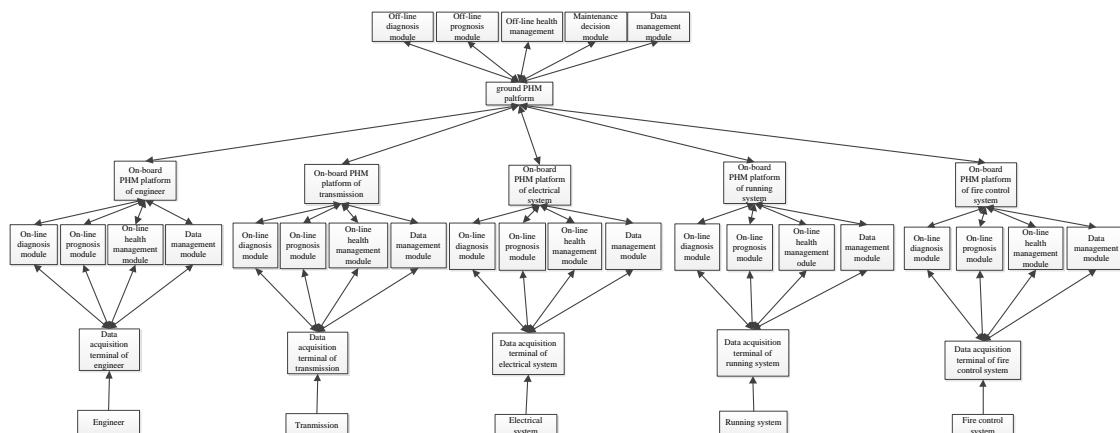 Off-line
diagnosis
module
Off-line
prognosis
module
Off-line health
management
Maintenance
decision
module
Data
management
module
ground PHM
paltform
On-board
PHM platform
of engineer
On-board PHM
platform of
transmission
On-board
PHM platform
of electrical
system
On-board
PHM platform
of running
system
On-board
PHM platform
of fire control
system
On-line
diagnosis
module
On-line
prognosis
module
On-line
health
management
module
Data
management
module
On-line
diagnosis
module
On-line
prognosis
module
On-line
health
management
module
Data
management
module
On-line
diagnosis
module
On-line
prognosis
module
On-line
health
management
module
Data
management
module
On-line
diagnosis
module
On-line
prognosis
module
On-line
health
management
odule
Data
management
module
On-line
diagnosis
module
On-line
prognosis
module
On-line
health
management
module
Data
management
module
Data
acquisition
terminal of
engineer
Data
acquisition
terminal of
transmission
Data acquisition
terminal of
electrical system
Data acquisition
terminal of
running system
Data acquisition
terminal of fire
control system
Engineer
Tranmission
Electrical
system
Running system
Fire control
system